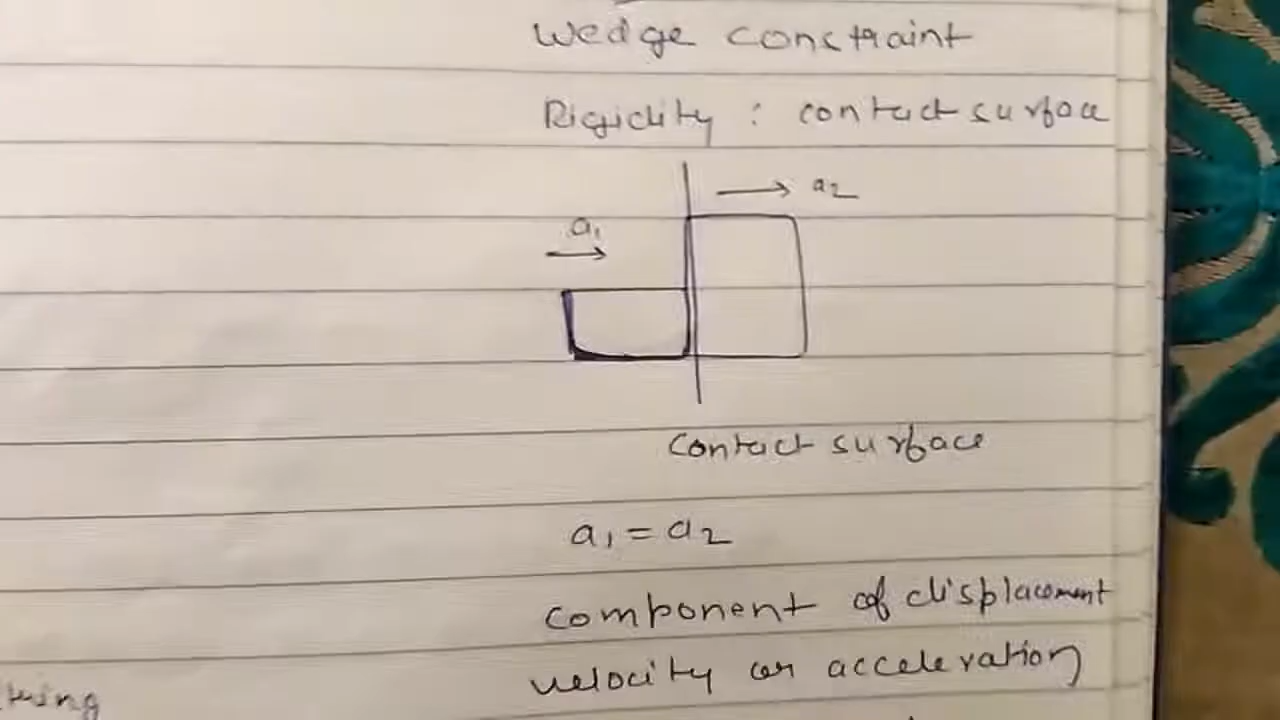 Wedge constraint
Rigidity : contact surface
a2
a1
Contact surface
a1 = a2
component of displacement
velocity or acceleration